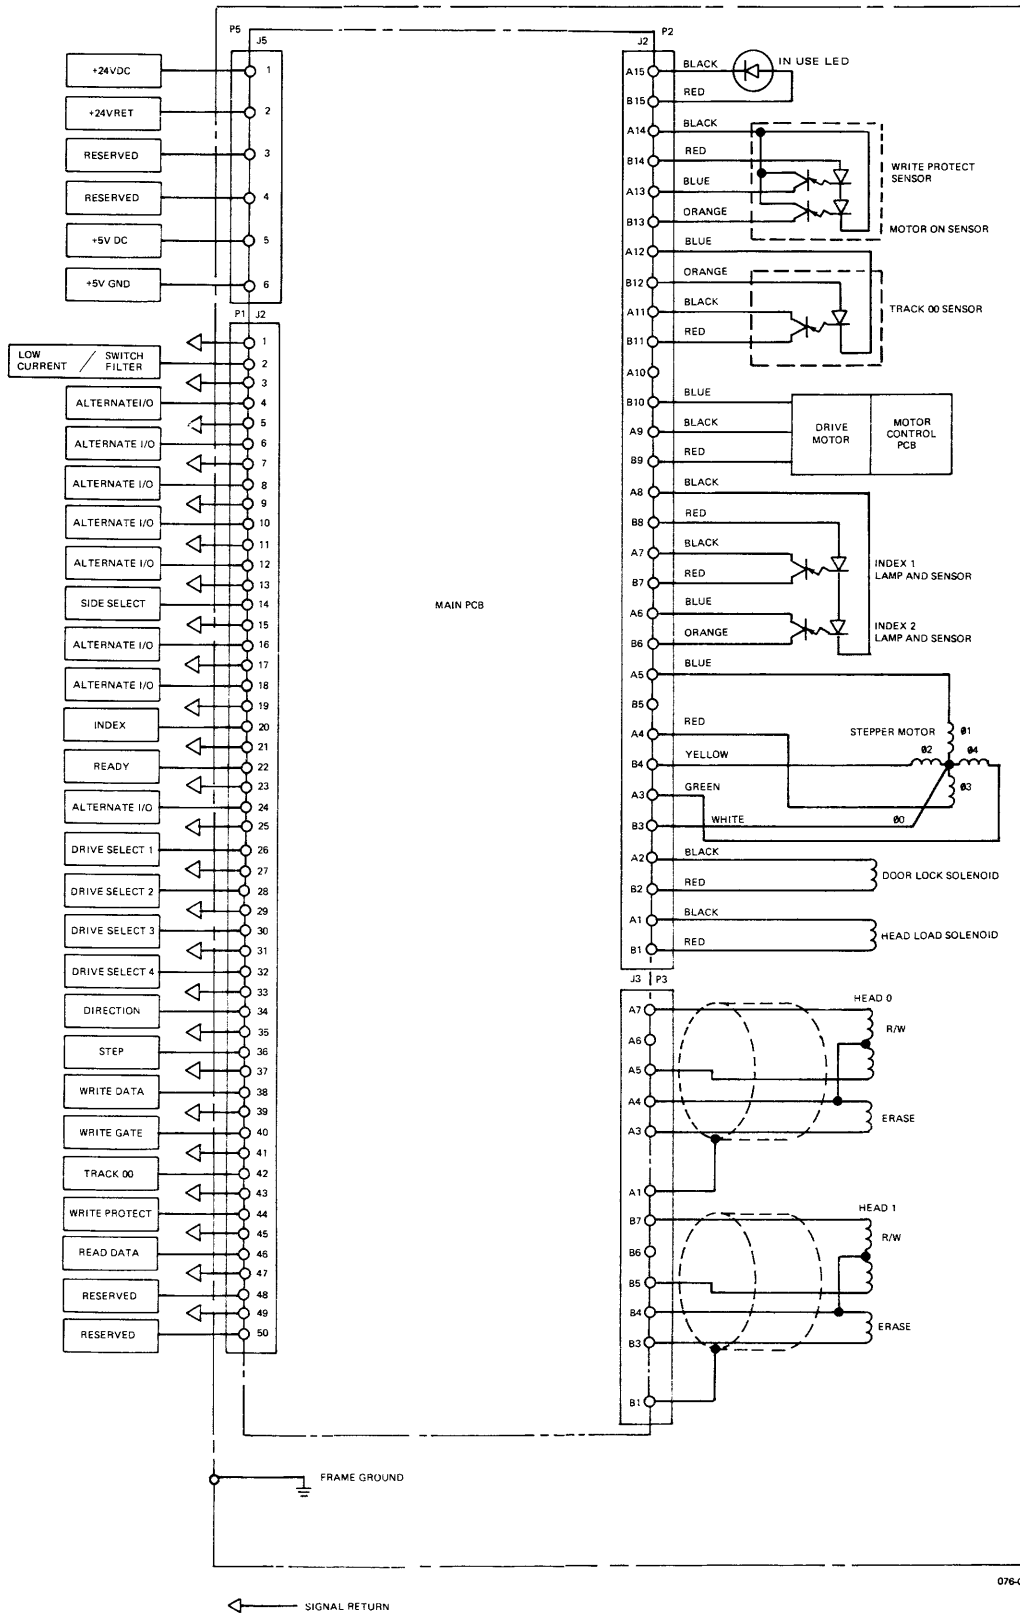 P5
J5
+24VDC
1
+24VRET
2
RESERVED
3
RESERVED
4
+5V DC
5
+5V GND
6
P1 J2
1
LOW CURRENT / SWITCH FILTER
2
3
ALTERNATEI/O
4
5
ALTERNATE I/O
6
7
ALTERNATE I/O
8
9
ALTERNATE I/O
10
11
ALTERNATE I/O
12
13
SIDE SELECT
14
15
ALTERNATE I/O
16
17
ALTERNATE I/O
18
19
INDEX
20
21
READY
22
23
ALTERNATE I/O
24
25
DRIVE SELECT 1
26
27
DRIVE SELECT 2
28
29
DRIVE SELECT 3
30
31
DRIVE SELECT 4
32
33
DIRECTION
34
35
STEP
36
37
WRITE DATA
38
39
WRITE GATE
40
41
TRACK 00
42
43
WRITE PROTECT
44
45
READ DATA
46
47
RESERVED
48
49
RESERVED
50
MAIN PCB
P2
J2
A15 BLACK
IN USE LED
B15 RED
A14 BLACK
B14 RED
WRITE PROTECT
SENSOR
A13 BLUE
B13 ORANGE
MOTOR ON SENSOR
A12 BLUE
B12 ORANGE
A11 BLACK
TRACK 00 SENSOR
B11 RED
A10
B10 BLUE
A9 BLACK
B9 RED
DRIVE
MOTOR
MOTOR
CONTROL
PCB
A8 BLACK
B8 RED
A7 BLACK
INDEX 1
LAMP AND SENSOR
B7 RED
A6 BLUE
INDEX 2
LAMP AND SENSOR
B6 ORANGE
A5 BLUE
B5
A4 RED
STEPPER MOTOR
Ø1
Ø2
Ø4
B4 YELLOW
A3 GREEN
Ø3
Ø0
B3 WHITE
A2 BLACK
DOOR LOCK SOLENOID
B2 RED
A1 BLACK
HEAD LOAD SOLENOID
B1 RED
J3 P3
HEAD 0
A7
R/W
A6
A5
A4
ERASE
A3
A1
HEAD 1
B7
R/W
B6
B5
B4
ERASE
B3
B1
FRAME GROUND
SIGNAL RETURN